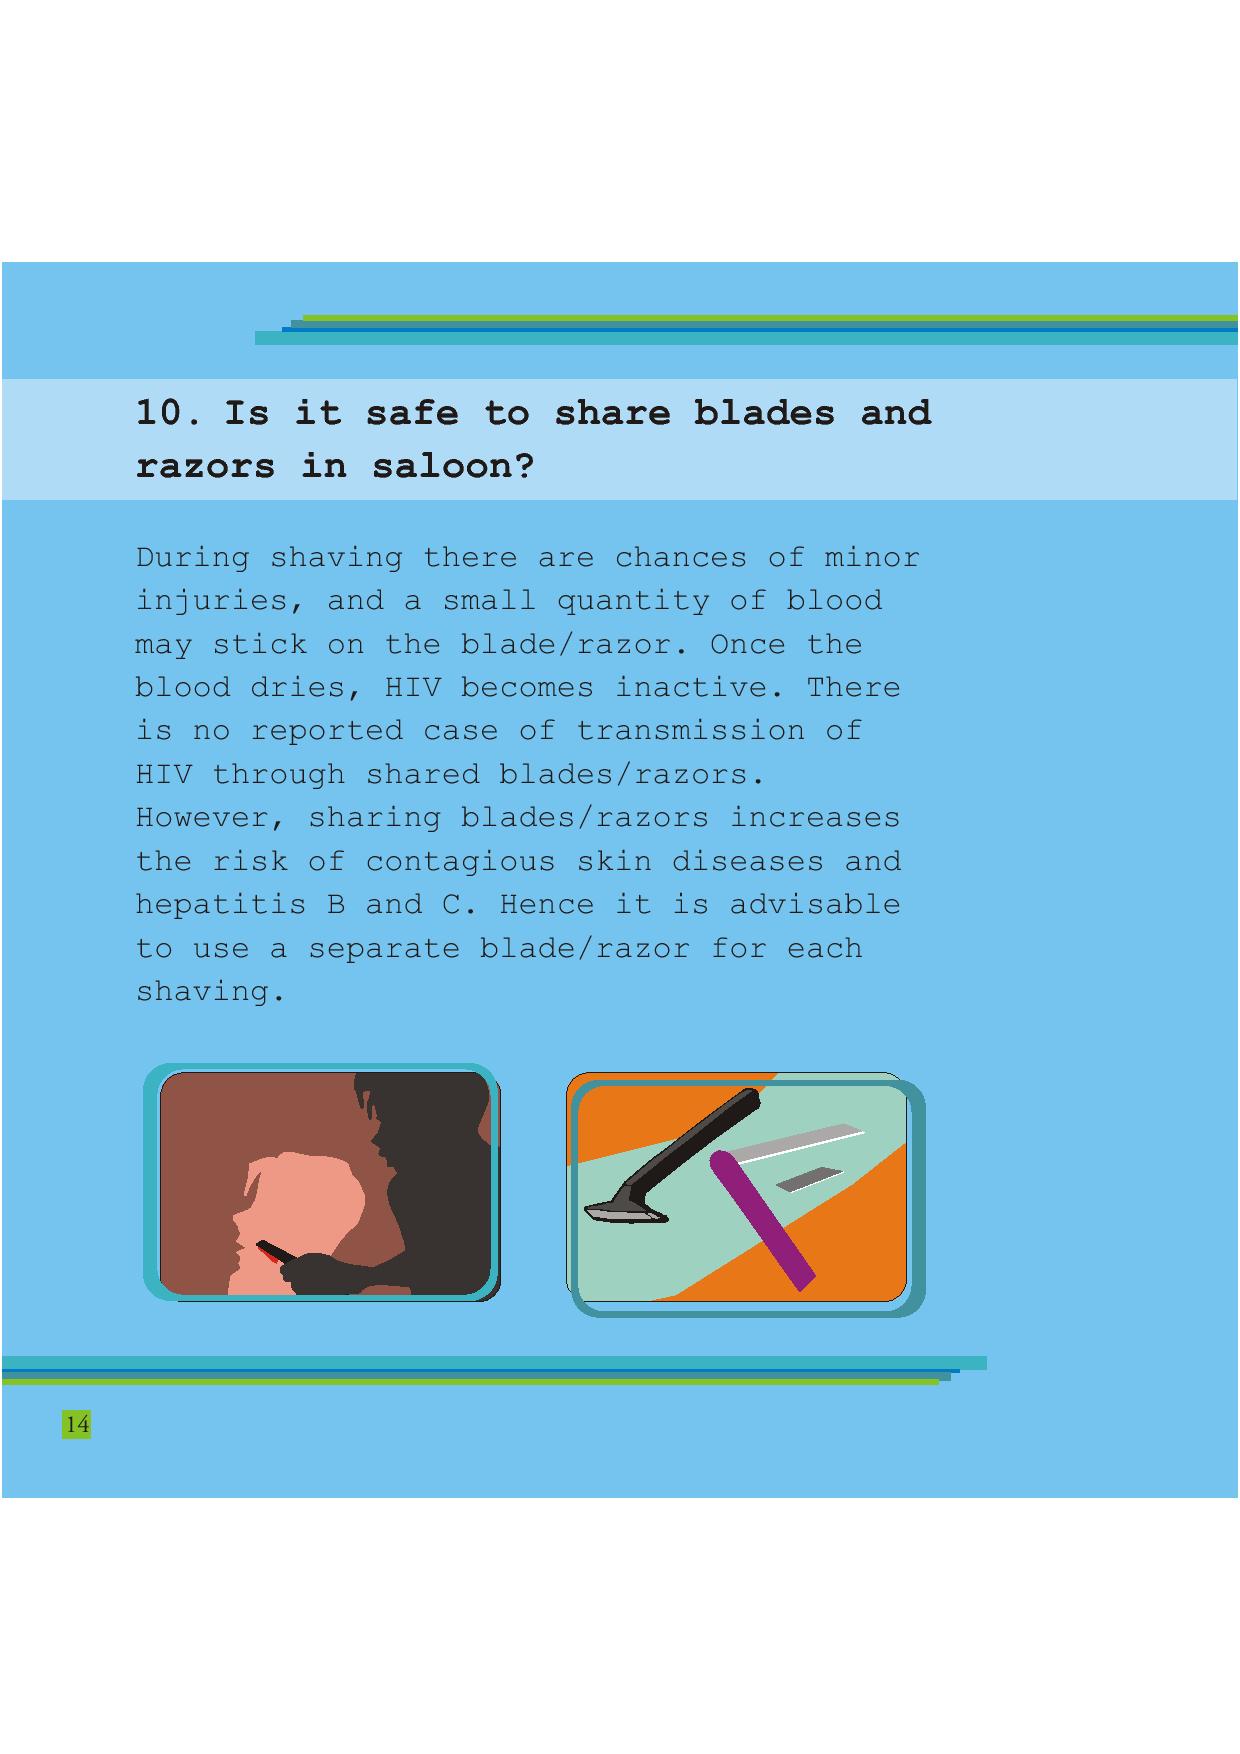 10. Is it safe to share blades and
razors in saloon?
During shaving there are chances of minor
injuries, and a small quantity of blood
may stick on the blade/razor. Once the
blood dries, HIV becomes inactive. There
is no reported case of transmission of
HIV through shared blades/razors.
However, sharing blades/razors increases
the risk of contagious skin diseases and
hepatitis B and C. Hence it is advisable
to use a separate blade/razor for each
shaving.
14